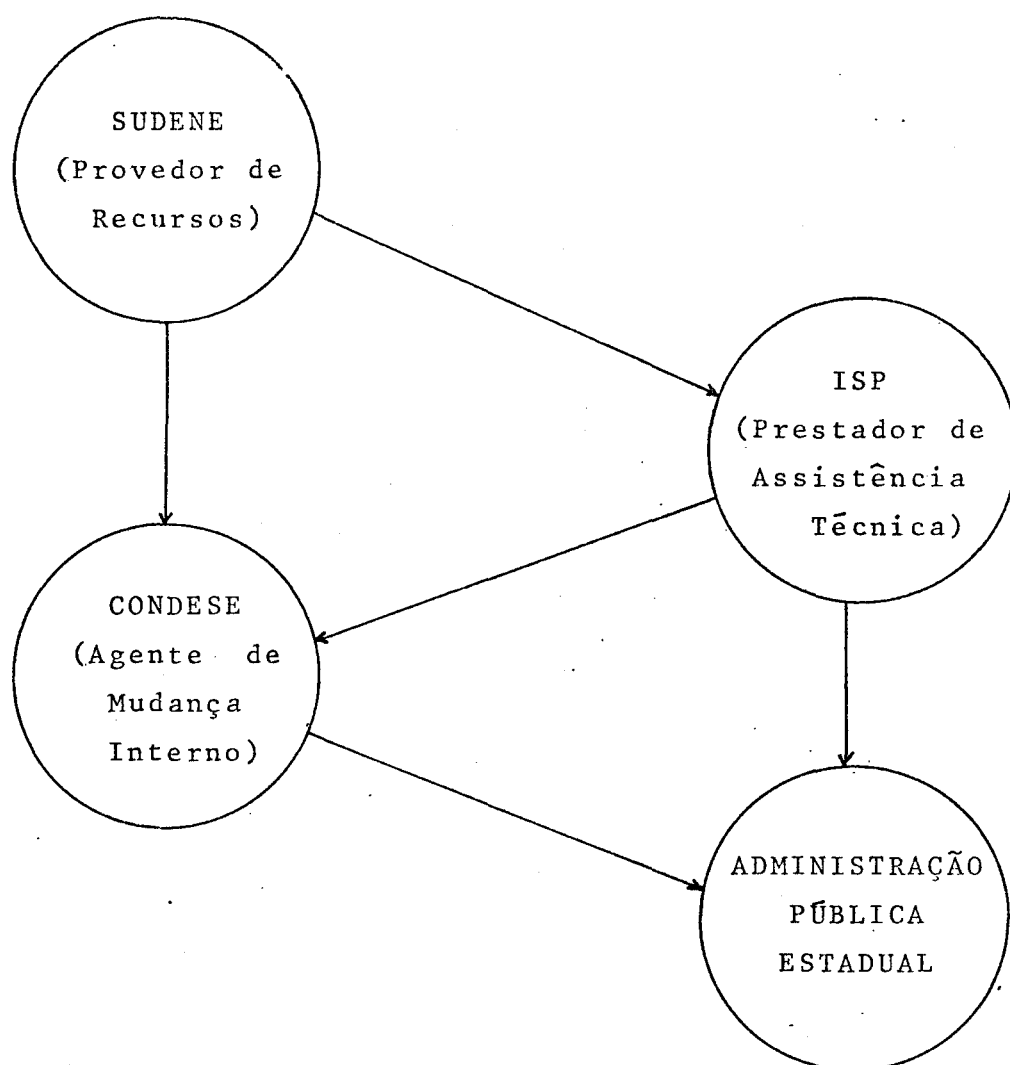 SUDENE
(Provedor de
Recursos)
ISP
(Prestador de
Assistência
Técnica)
CONDESE
(Agente de
Mudança
Interno)
ADMINISTRAÇÃO
PÚBLICA
ESTADUAL